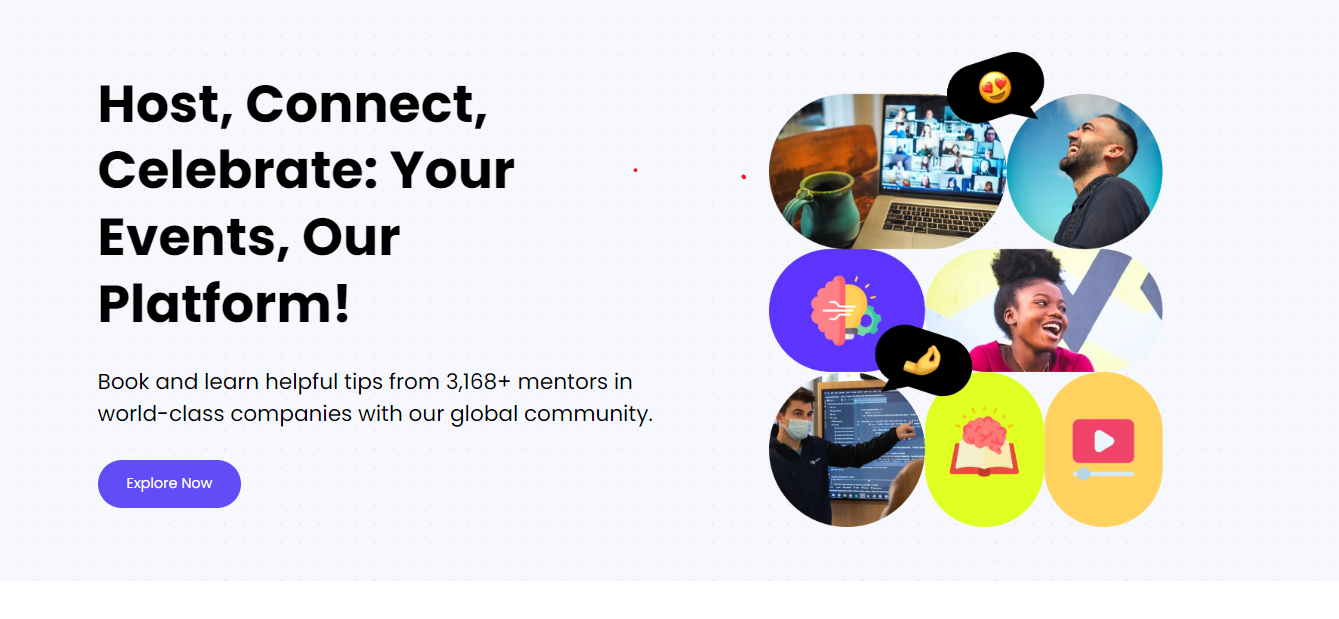 Host, Connect,
Celebrate: Your
Events, Our
Platform!
Book and learn helpful tips from 3,168+ mentors in
world-class companies with our global community.
Explore Now